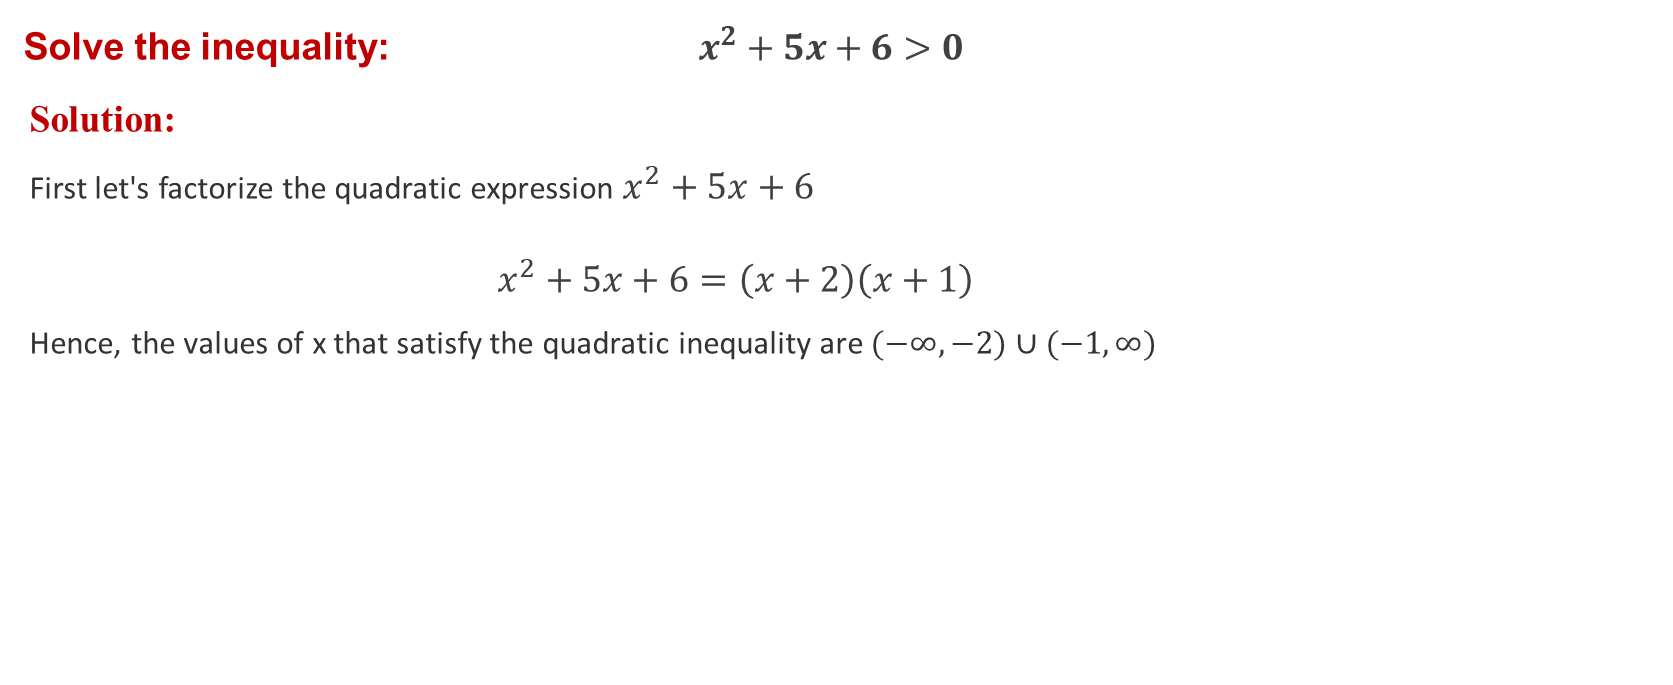 Solve the inequality: x² + 5x + 6 > 0
Solution:
First let's factorize the quadratic expression x² + 5x + 6
x² + 5x + 6 = (x + 2)(x + 1)
Hence, the values of x that satisfy the quadratic inequality are (−∞, −2) ∪ (−1, ∞)